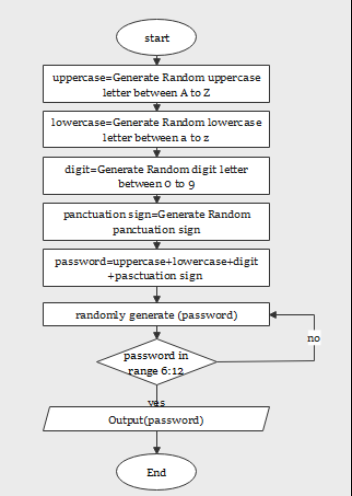 start
uppercase=Generate Random uppercase
letter between A to Z
lowercase=Generate Random lowercase
letter between a to z
digit=Generate Random digit letter
between 0 to 9
panctuation sign=Generate Random
panctuation sign
password=uppercase+lowercase+digit
+pasctuation sign
randomly generate (password)
no
password in
range 6:12
yes
Output(password)
End